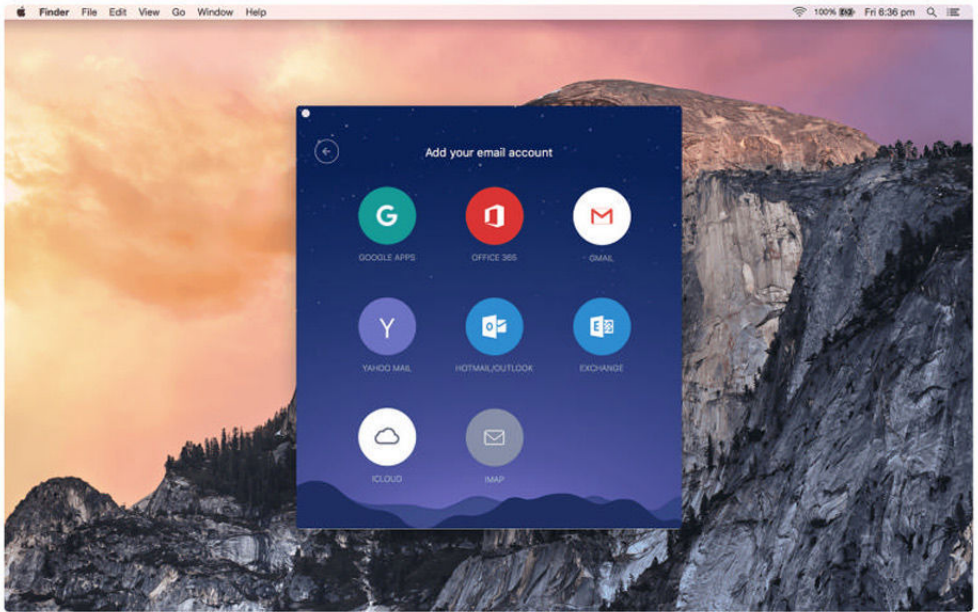 Finder File Edit View Go Window Help 100% Fri 6:36 pm
Add your email account
G
GOOGLE APPS OFFICE 365 GMAIL
Y O E
YAHOO MAIL HOTMAIL/OUTLOOK EXCHANGE
ICLOUD IMAP